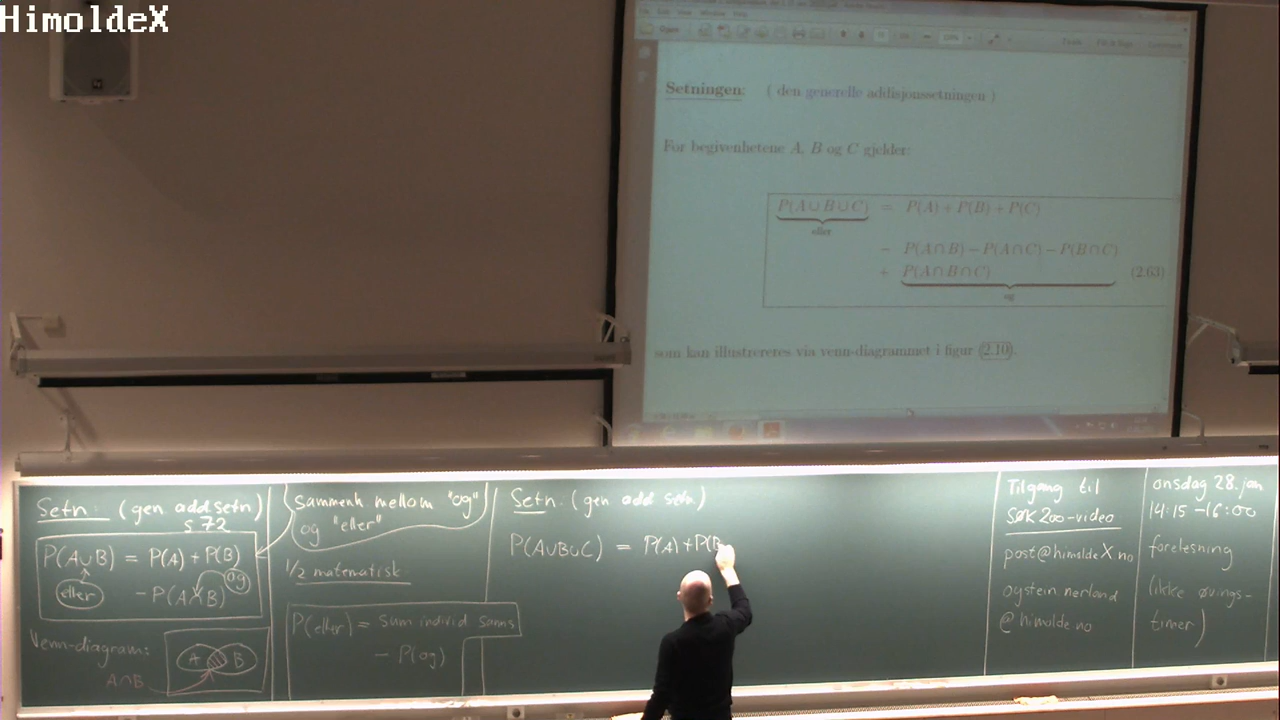 HimoldeX
Setningen: ( den generelle addisjonssetningen )
For begivenhetene A, B og C gjelder:
P(A∪B∪C) = P(A) + P(B) + P(C)
eller
− P(A∩B) − P(A∩C) − P(B∩C)
+ P(A∩B∩C) (2.63)
og
som kan illustrereres via venn-diagrammet i figur (2.10).
Setn: (gen add setn)
s 72
P(A∪B) = P(A) + P(B)
eller
− P(A∩B)
og
Venn-diagram:
A B
A∩B
Sammenh mellom "og"
og "eller"
1/2 matematisk
P(eller) = sum individ sanns
− P(og)
Setn: (gen add setn)
P(A∪B∪C) = P(A) + P(B
Tilgang til
SØK 200-video
post@himoldeX.no
oystein.nerland
@himolde.no
onsdag 28. jan
14:15 - 16:00
forelesning
(ikke øvings-
timer)